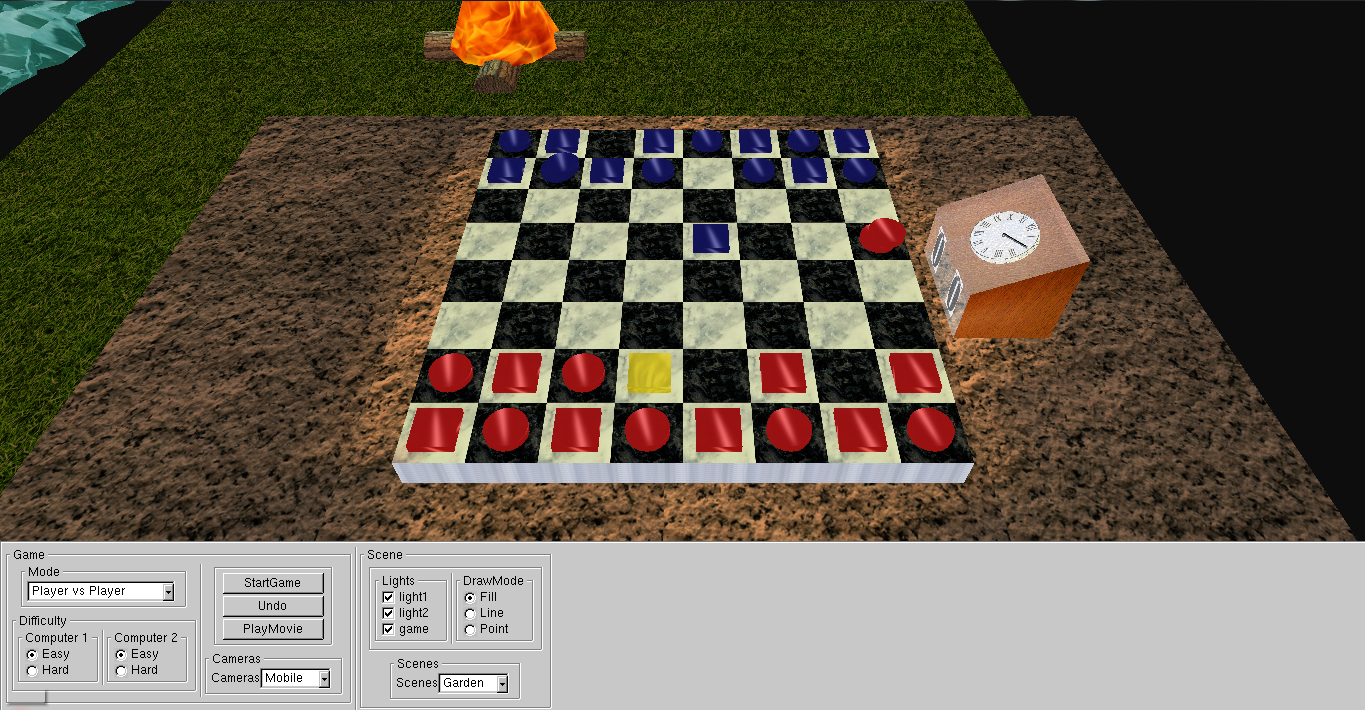 Game
Mode
Player vs Player
Difficulty
Computer 1
Easy
Hard
Computer 2
Easy
Hard
StartGame
Undo
PlayMovie
Cameras
Cameras Mobile
Scene
Lights
light1
light2
game
DrawMode
Fill
Line
Point
Scenes
Scenes Garden